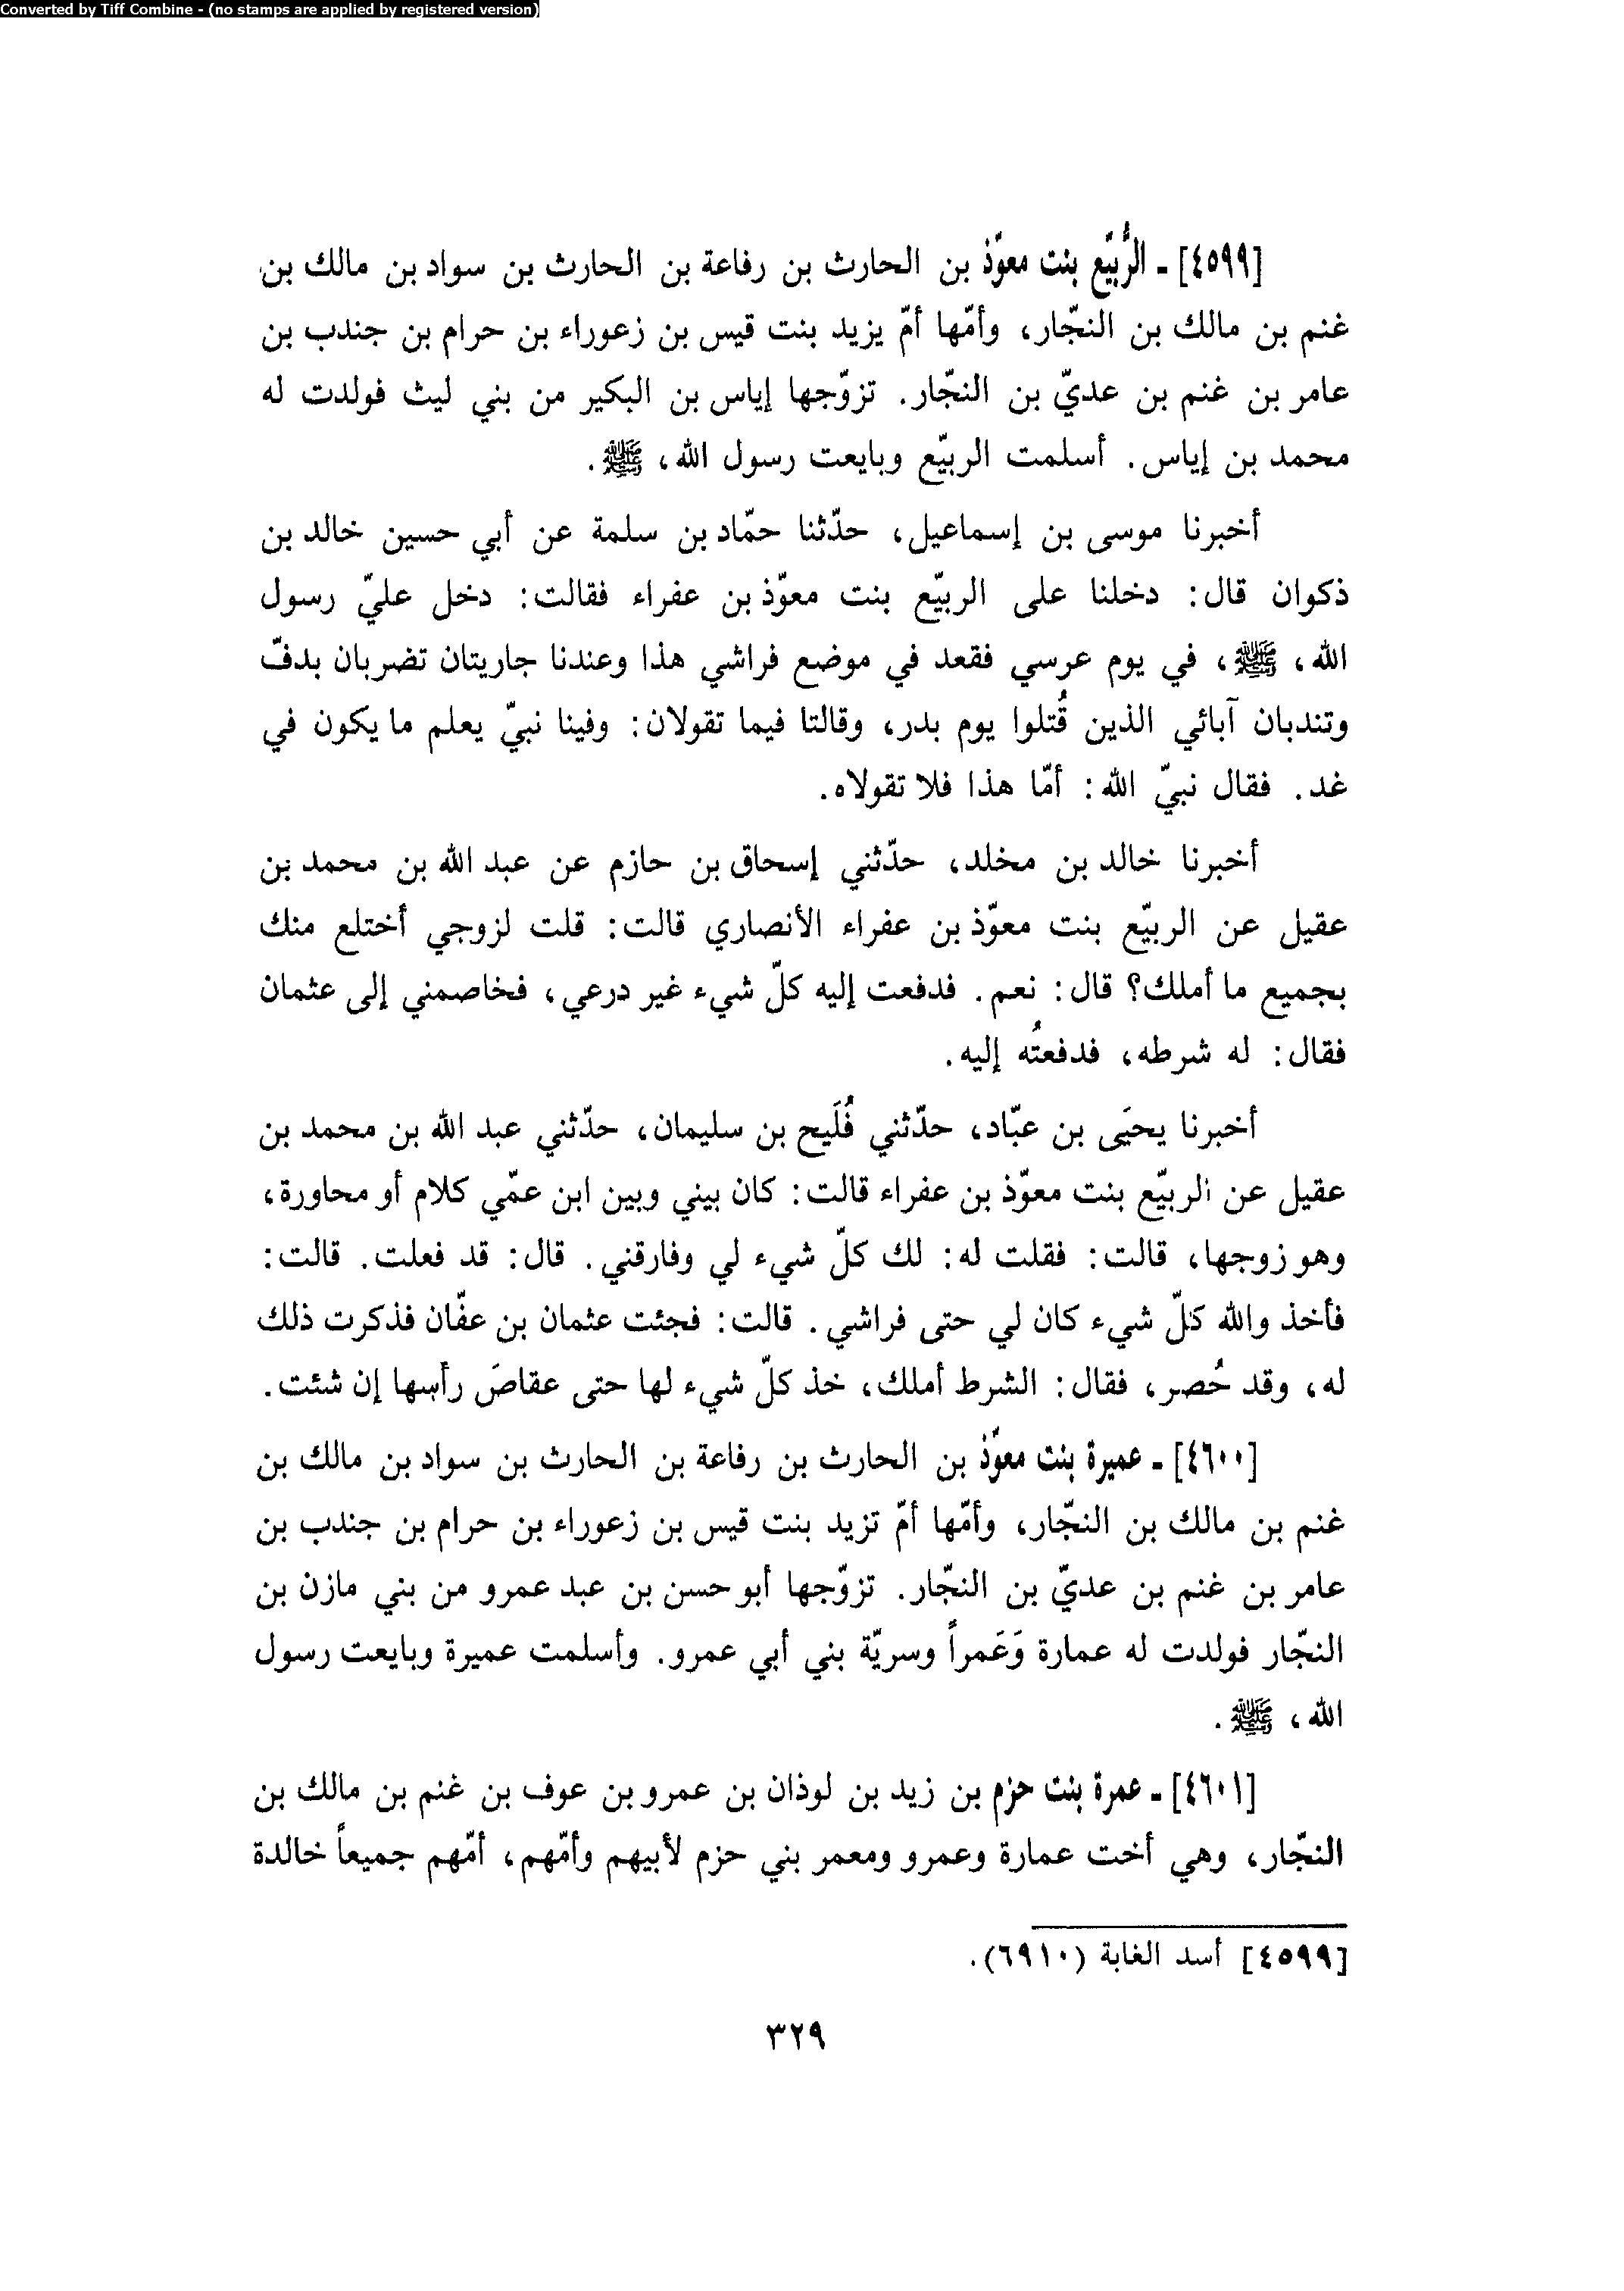 Converted by Tiff Combine - (no stamps are applied by registered version)
[٤٥٩٩] ـ الرُّبيّع بنت معوّذ بن الحارث بن رفاعة بن الحارث بن سواد بن مالك بن
غنم بن مالك بن النجّار، وأمّها أمّ يزيد بنت قيس بن زعوراء بن حرام بن جندب بن
عامر بن غنم بن عديّ بن النجّار. تزوّجها إياس بن البكير من بني ليث فولدت له
محمد بن إياس. أسلمت الربيّع وبايعت رسول الله، ﷺ.
أخبرنا موسى بن إسماعيل، حدّثنا حمّاد بن سلمة عن أبي حسين خالد بن
ذكوان قال: دخلنا على الربيّع بنت معوّذ بن عفراء فقالت: دخل عليّ رسول
الله، ﷺ، في يوم عرسي فقعد في موضع فراشي هذا وعندنا جاريتان تضربان بدفّ
وتندبان آبائي الذين قُتلوا يوم بدر، وقالتا فيما تقولان: وفينا نبيّ يعلم ما يكون في
غد. فقال نبيّ الله: أمّا هذا فلا تقولاه.
أخبرنا خالد بن مخلد، حدّثني إسحاق بن حازم عن عبد الله بن محمد بن
عقيل عن الربيّع بنت معوّذ بن عفراء الأنصاري قالت: قلت لزوجي أختلع منك
بجميع ما أملك؟ قال: نعم. فدفعت إليه كلّ شيء غير درعي، فخاصمني إلى عثمان
فقال: له شرطه، فدفعتُه إليه.
أخبرنا يحيَى بن عبّاد، حدّثني فُلَيح بن سليمان، حدّثني عبد الله بن محمد بن
عقيل عن الربيّع بنت معوّذ بن عفراء قالت: كان بيني وبين ابن عمّي كلام أو محاورة،
وهو زوجها، قالت: فقلت له: لك كلّ شيء لي وفارقني. قال: قد فعلت. قالت:
فأخذ والله كلّ شيء كان لي حتى فراشي. قالت: فجئت عثمان بن عفّان فذكرت ذلك
له، وقد حُصر، فقال: الشرط أملك، خذ كلّ شيء لها حتى عقاصَ رأسها إن شئت.
[٤٦٠٠] ـ عميرة بنت معوّذ بن الحارث بن رفاعة بن الحارث بن سواد بن مالك بن
غنم بن مالك بن النجّار، وأمّها أمّ تزيد بنت قيس بن زعوراء بن حرام بن جندب بن
عامر بن غنم بن عديّ بن النجّار. تزوّجها أبو حسن بن عبد عمرو من بني مازن بن
النجّار فولدت له عمارة وَعَمراً وسريّة بني أبي عمرو. وأسلمت عميرة وبايعت رسول
الله، ﷺ.
[٤٦٠١] ـ عمرة بنت حزم بن زيد بن لوذان بن عمرو بن عوف بن غنم بن مالك بن
النجّار، وهي أخت عمارة وعمرو ومعمر بني حزم لأبيهم وأمّهم، أمّهم جميعاً خالدة
[٤٥٩٩] أسد الغابة (٦٩١٠).
٣٢٩